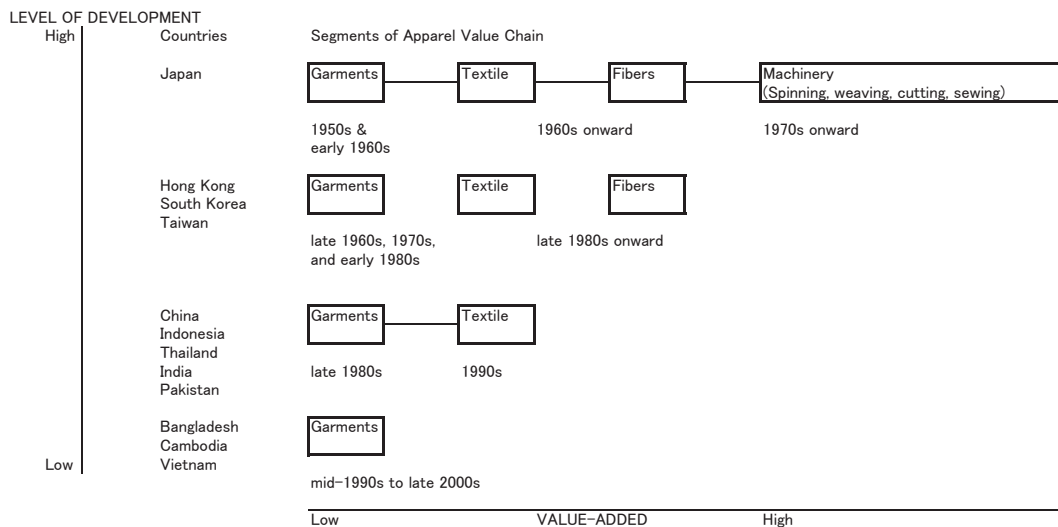 LEVEL OF DEVELOPMENT
High Countries Segments of Apparel Value Chain
Japan Garments Textile Fibers Machinery
(Spinning, weaving, cutting, sewing)
1950s & 1960s onward 1970s onward
early 1960s
Hong Kong Garments Textile Fibers
South Korea
Taiwan
late 1960s, 1970s, late 1980s onward
and early 1980s
China Garments Textile
Indonesia
Thailand
India late 1980s 1990s
Pakistan
Bangladesh Garments
Cambodia
Low Vietnam
mid-1990s to late 2000s
Low VALUE-ADDED High